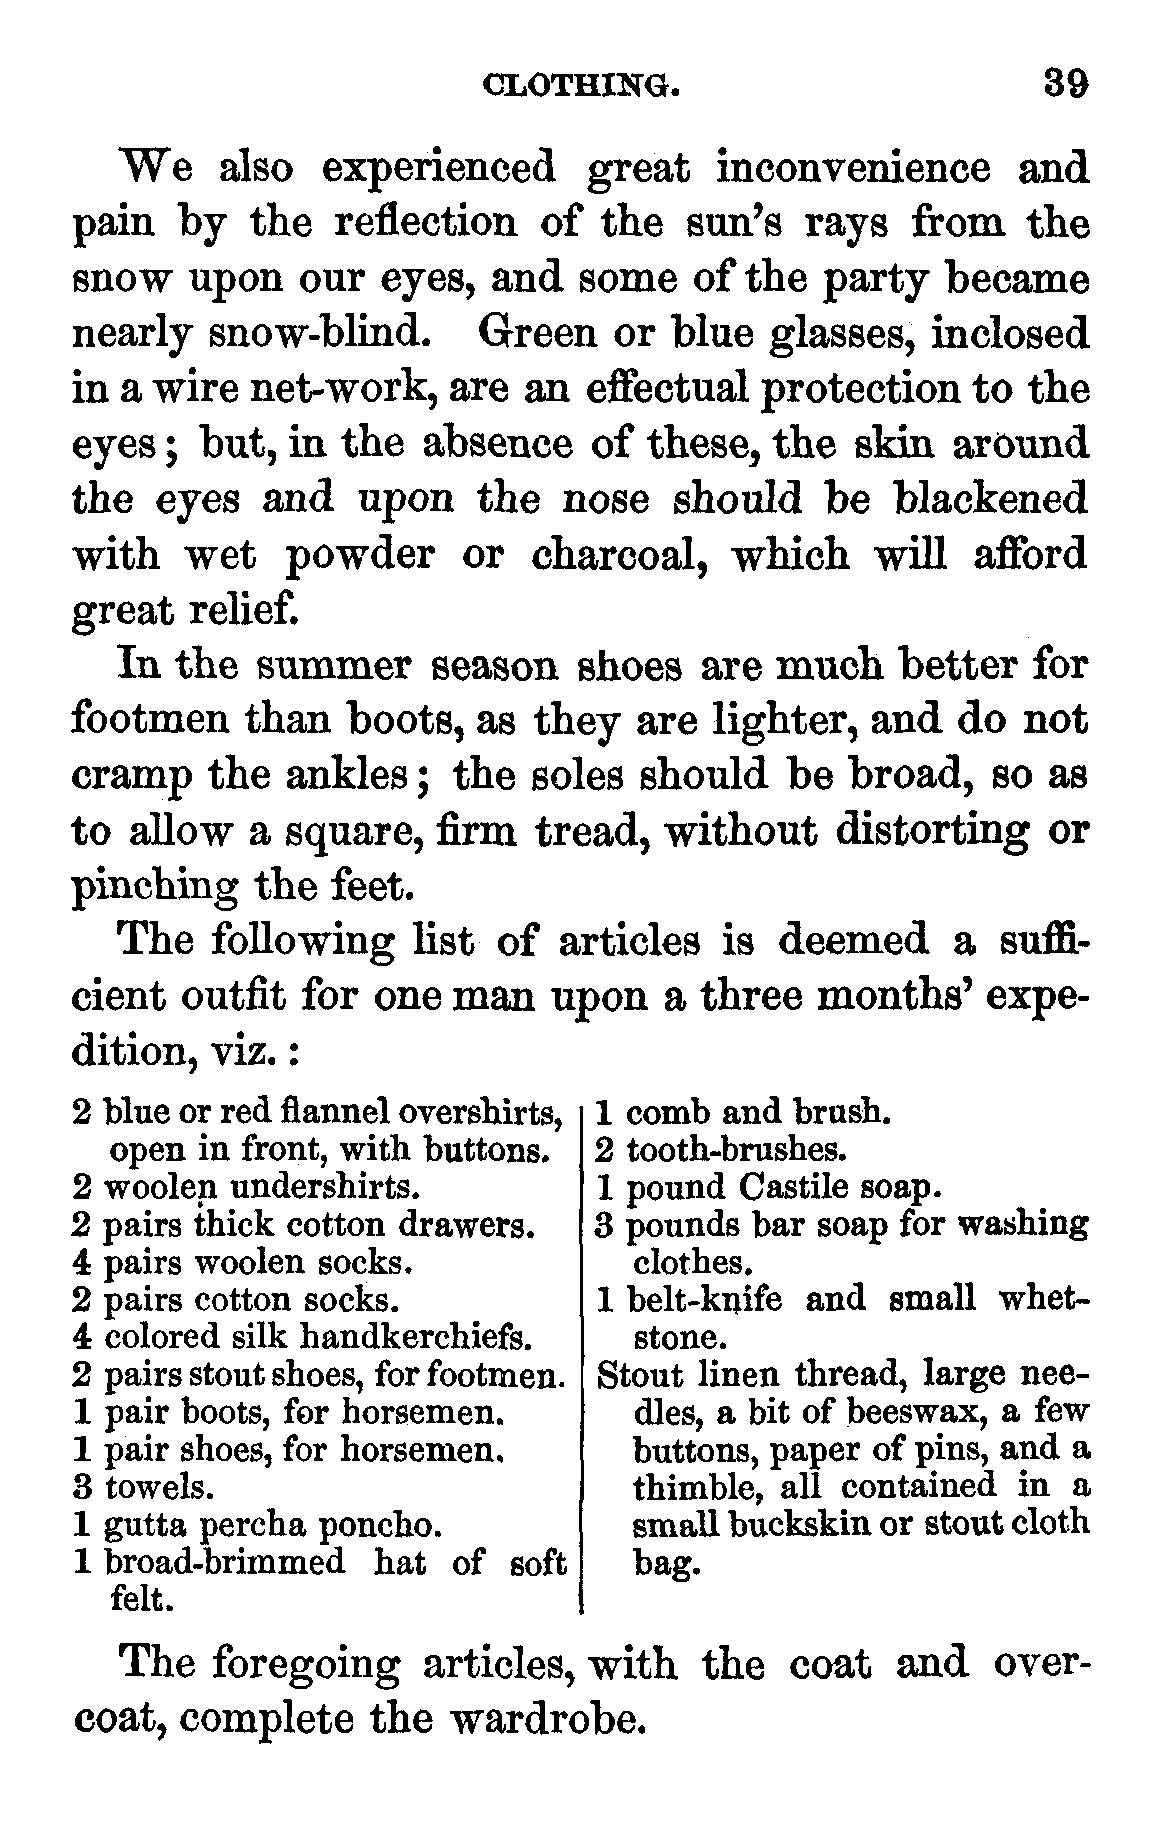 CLOTHING. 39
We also experienced great inconvenience and
pain by the reflection of the sun's rays from the
snow upon our eyes, and some of the party became
nearly snow-blind. Green or blue glasses, inclosed
in a wire net-work, are an effectual protection to the
eyes; but, in the absence of these, the skin around
the eyes and upon the nose should be blackened
with wet powder or charcoal, which will afford
great relief.
In the summer season shoes are much better for
footmen than boots, as they are lighter, and do not
cramp the ankles; the soles should be broad, so as
to allow a square, firm tread, without distorting or
pinching the feet.
The following list of articles is deemed a suffi-
cient outfit for one man upon a three months' expe-
dition, viz.:
2 blue or red flannel overshirts,
open in front, with buttons.
2 woolen undershirts.
2 pairs thick cotton drawers.
4 pairs woolen socks.
2 pairs cotton socks.
4 colored silk handkerchiefs.
2 pairs stout shoes, for footmen.
1 pair boots, for horsemen.
1 pair shoes, for horsemen.
3 towels.
1 gutta percha poncho.
1 broad-brimmed hat of soft
felt.
1 comb and brush.
2 tooth-brushes.
1 pound Castile soap.
3 pounds bar soap for washing
clothes.
1 belt-knife and small whet-
stone.
Stout linen thread, large nee-
dles, a bit of beeswax, a few
buttons, paper of pins, and a
thimble, all contained in a
small buckskin or stout cloth
bag.
The foregoing articles, with the coat and over-
coat, complete the wardrobe.